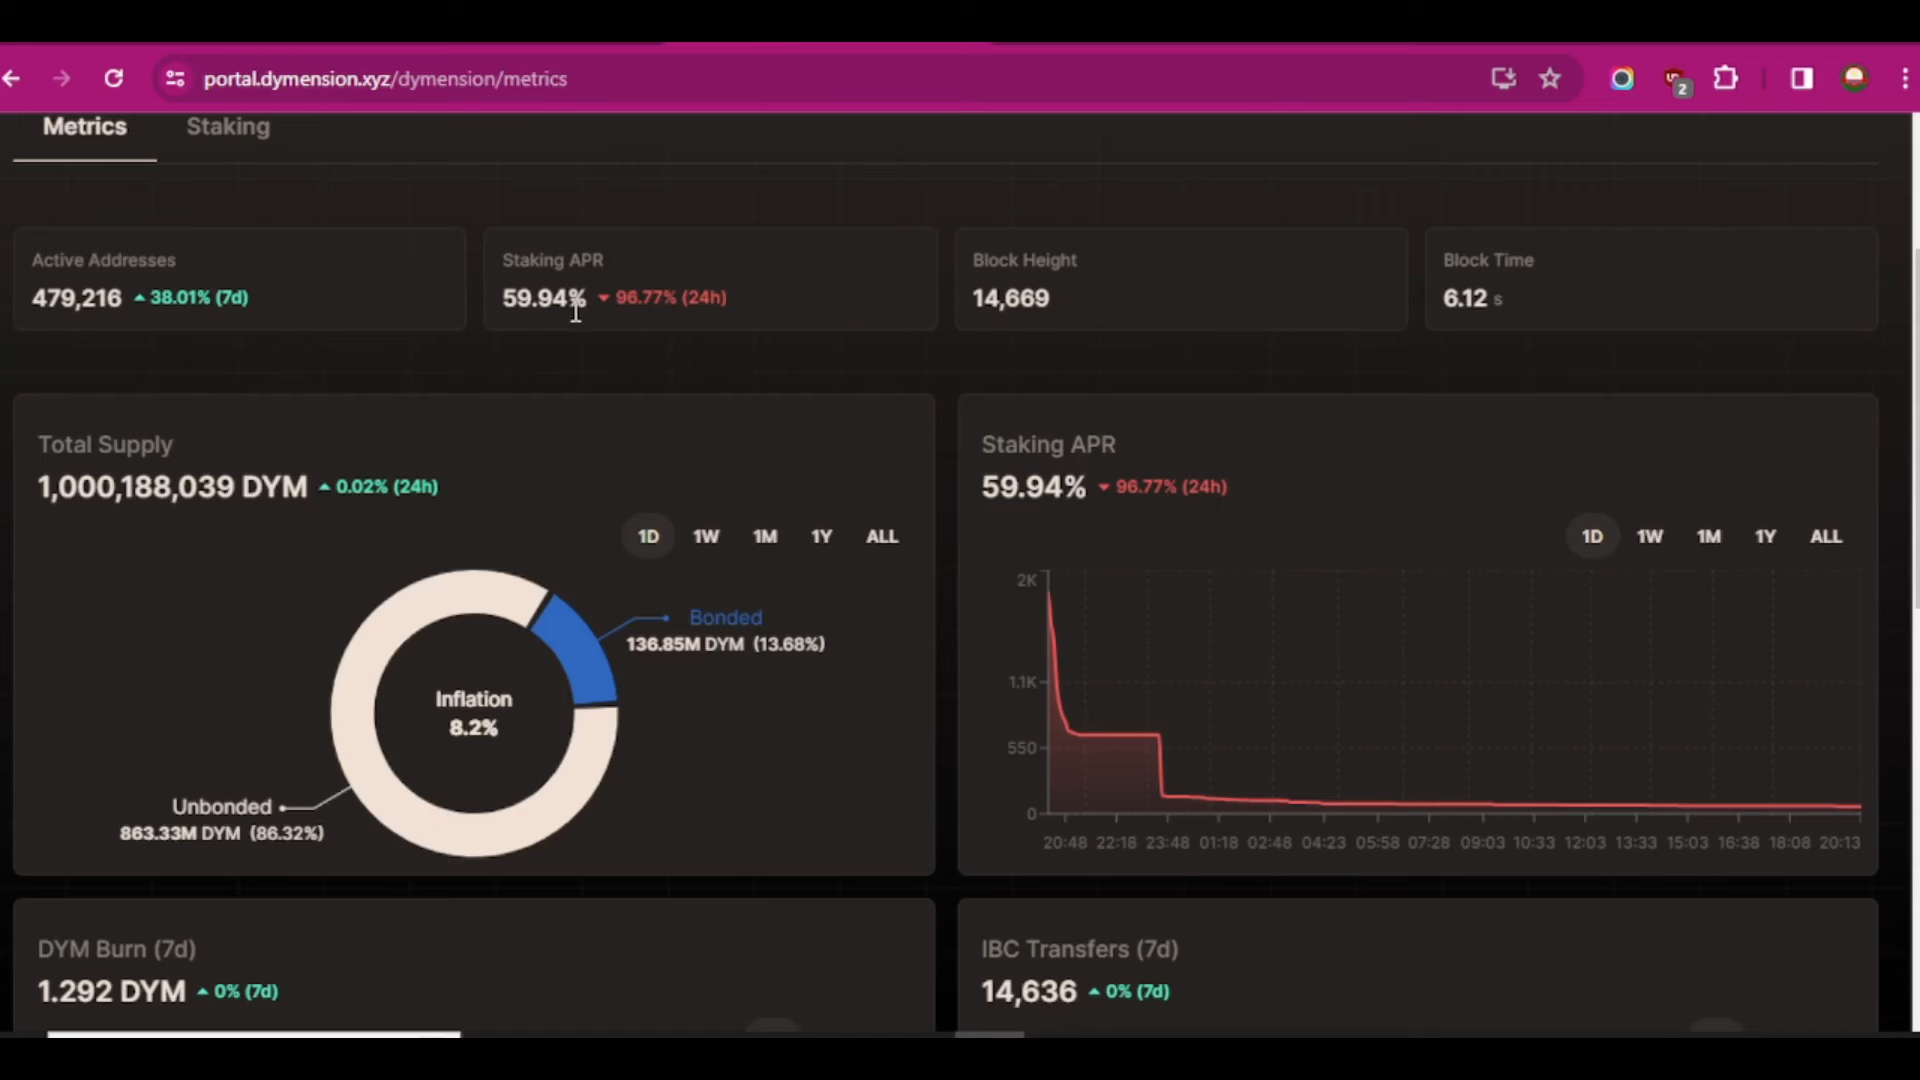 portal.dymension.xyz/dymension/metrics
2
Metrics Staking
Active Addresses
479,216 38.01% (7d)
Staking APR
59.94% 96.77% (24h)
Block Height
14,669
Block Time
6.12 s
Total Supply
1,000,188,039 DYM 0.02% (24h)
1D 1W 1M 1Y ALL
Bonded
136.85M DYM (13.68%)
Inflation
8.2%
Unbonded
863.33M DYM (86.32%)
Staking APR
59.94% 96.77% (24h)
1D 1W 1M 1Y ALL
2K
1.1K
550
0
20:48 22:18 23:48 01:18 02:48 04:23 05:58 07:28 09:03 10:33 12:03 13:33 15:03 16:38 18:08 20:13
DYM Burn (7d)
1.292 DYM 0% (7d)
IBC Transfers (7d)
14,636 0% (7d)